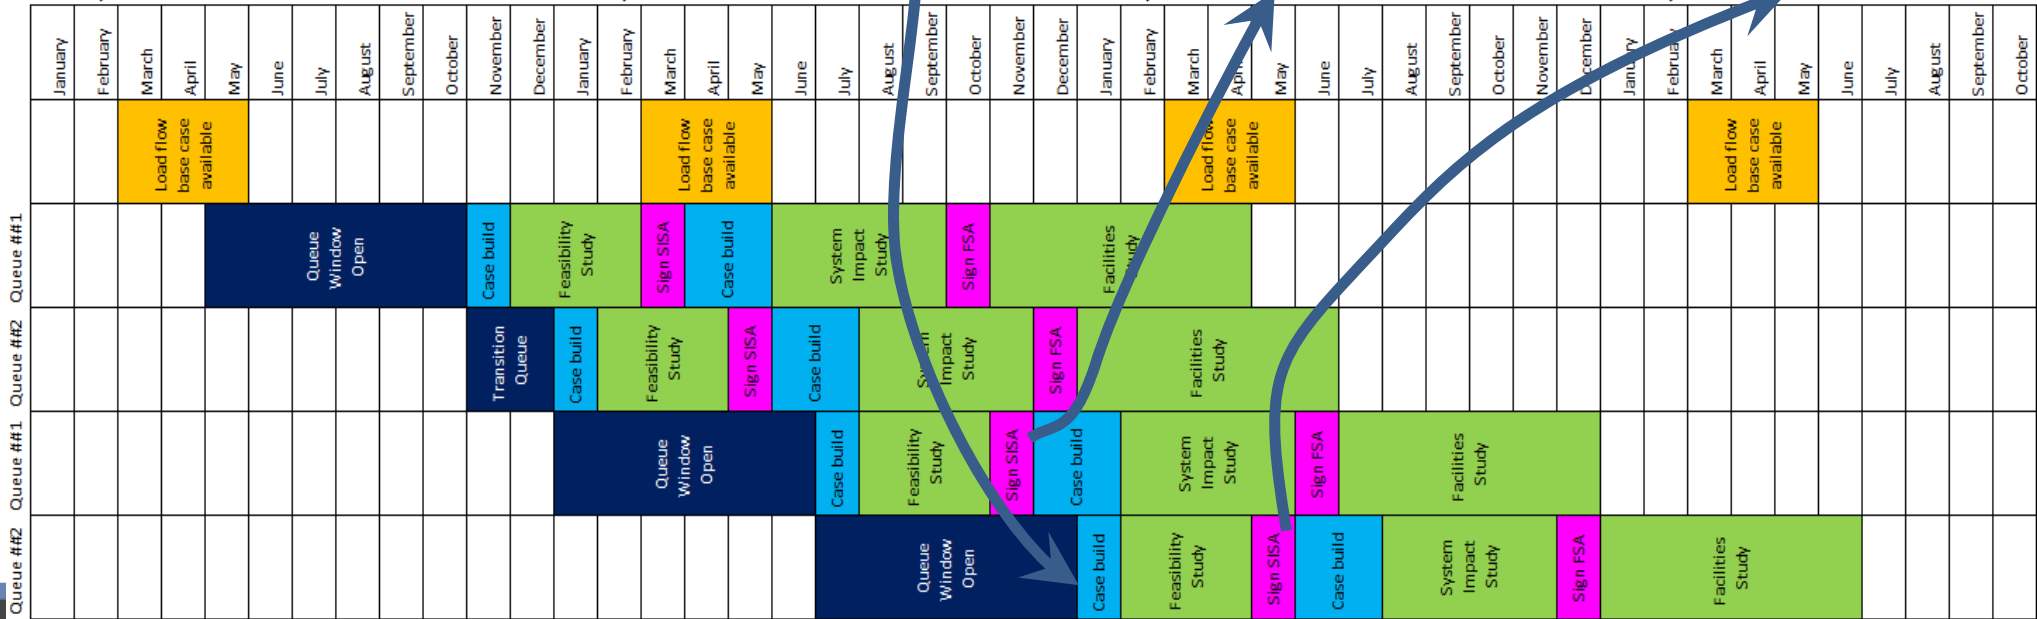 January
February
March
April
May
June
July
August
September
October
November
December
January
February
March
April
May
June
July
August
September
October
November
December
January
February
March
April
May
June
July
August
September
October
November
December
January
February
March
April
May
June
July
August
September
October
Load flow
base case
available
Load flow
base case
available
Load flow
base case
available
Load flow
base case
available
Queue ##1
Queue
Window
Open
Case build
Feasibility
Study
Sign SISA
Case build
System
Impact
Study
Sign FSA
Facilities
Study
Queue ##2
Transition
Queue
Case build
Feasibility
Study
Sign SISA
Case build
System
Impact
Study
Sign FSA
Facilities
Study
Queue ##1
Queue
Window
Open
Case build
Feasibility
Study
Sign SISA
Case build
System
Impact
Study
Sign FSA
Facilities
Study
Queue ##2
Queue
Window
Open
Case build
Feasibility
Study
Sign SISA
Case build
System
Impact
Study
Sign FSA
Facilities
Study